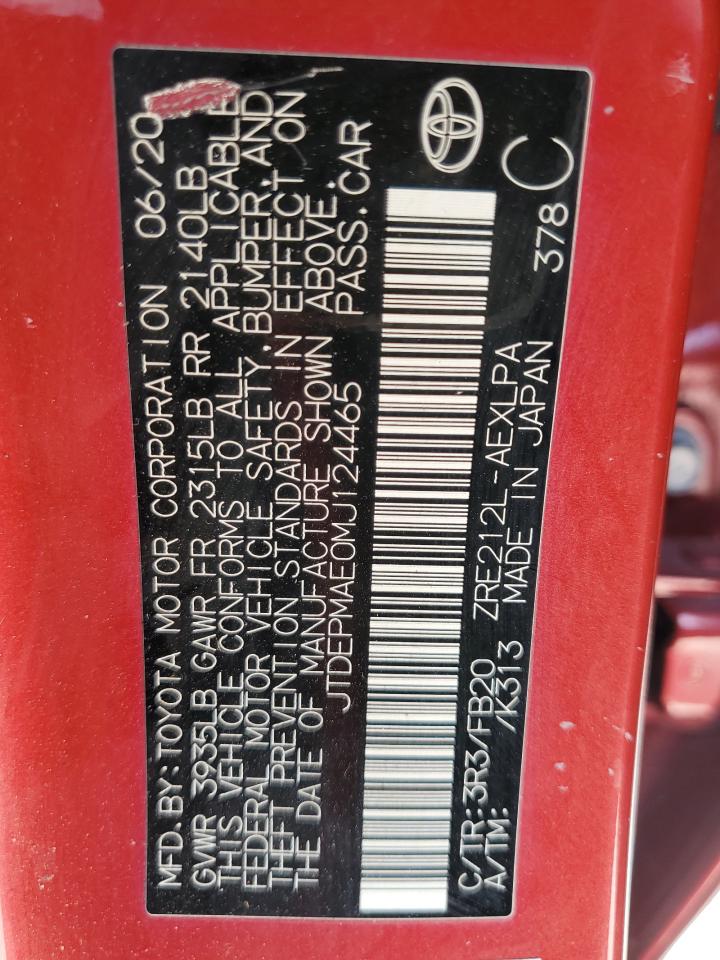 MFD. BY: TOYOTA MOTOR CORPORATION 06/20
GVWR 3935LB GAWR FR 2315LB RR 2140LB
THIS VEHICLE CONFORMS TO ALL APPLICABLE
FEDERAL MOTOR VEHICLE SAFETY, BUMPER, AND
THEFT PREVENTION STANDARDS IN EFFECT ON
THE DATE OF MANUFACTURE SHOWN ABOVE.
JTDEPMAE0MJ124465 PASS. CAR
C/TR: 3R3/FB20 ZRE212L-AEXLPA 378 C
A/TM: /K313 MADE IN JAPAN